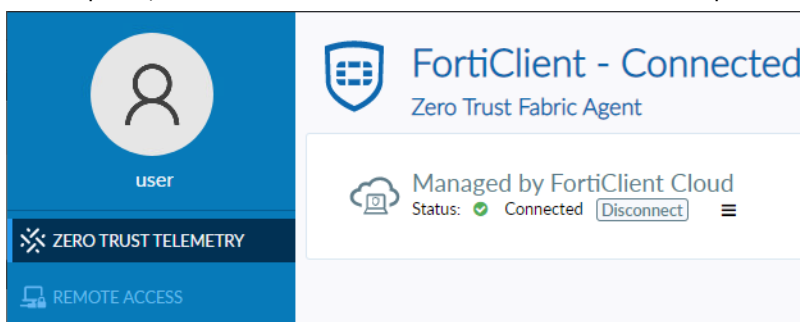 user
ZERO TRUST TELEMETRY
REMOTE ACCESS
FortiClient - Connected
Zero Trust Fabric Agent
Managed by FortiClient Cloud
Status: Connected Disconnect